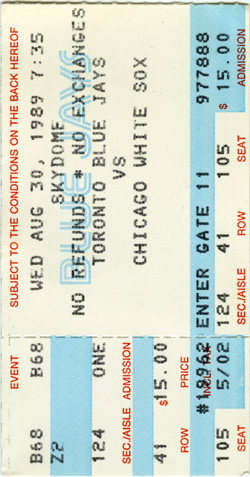 SUBJECT TO THE CONDITIONS ON THE BACK HEREOF
WED AUG 30, 1989 7:35
SKYDOME
NO REFUNDS * NO EXCHANGES
BLUE JAYS
TORONTO BLUE JAYS
VS
CHICAGO WHITE SOX
977888 $ 15.00
ENTER GATE 11
124 41 105
SEC./AISLE ROW SEAT
EVENT ADMISSION
B68 B68 ONE
Z2
124 $15.00
SEC./AISLE ADMISSION PRICE
41
ROW
105 5/02
SEAT